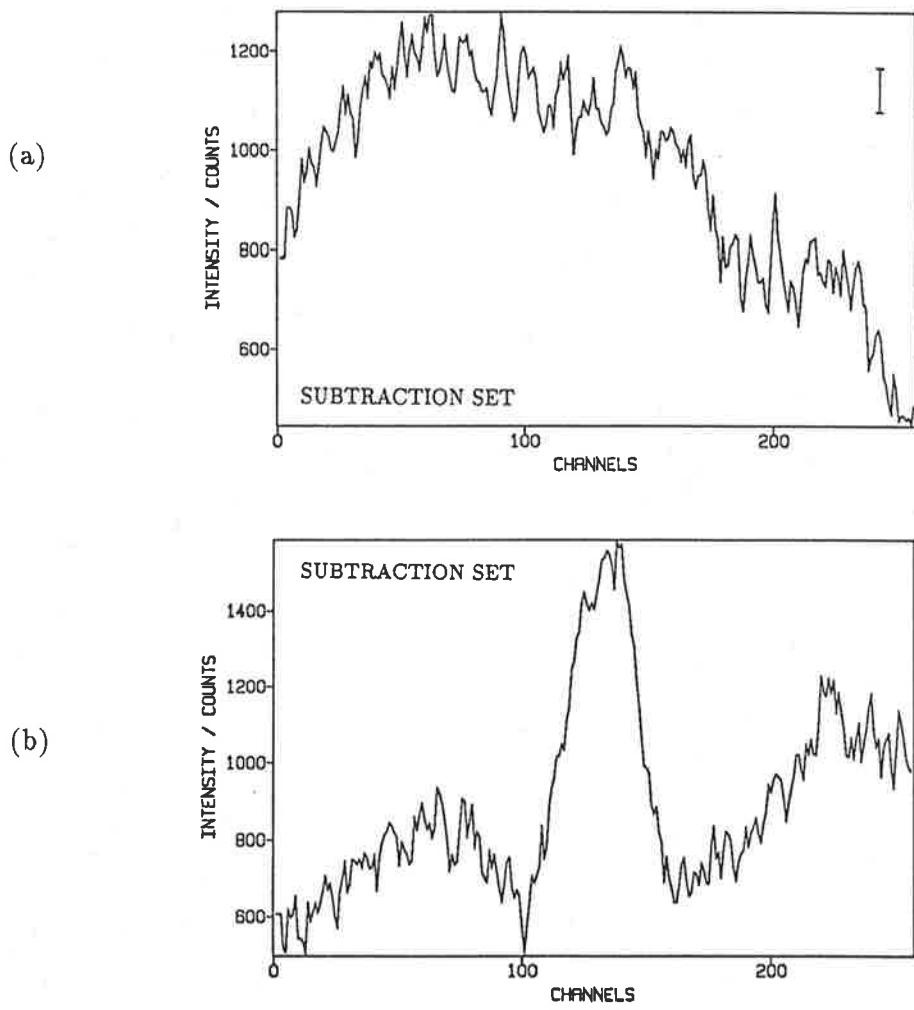 (a)
INTENSITY / COUNTS
1200
1000
800
600
SUBTRACTION SET
0
100
200
CHANNELS
(b)
INTENSITY / COUNTS
SUBTRACTION SET
1400
1200
1000
800
600
0
100
200
CHANNELS